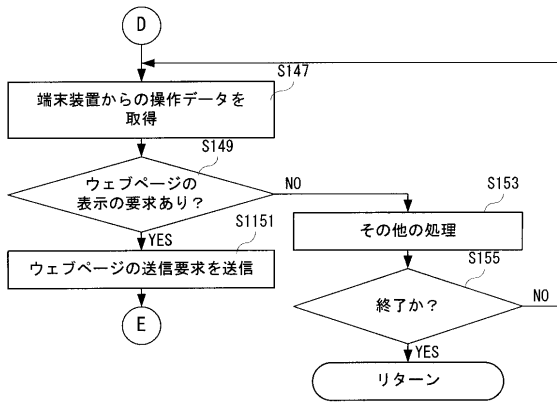 D
S147
端末装置からの操作データを
取得
S149
ウェブページの
表示の要求あり？
NO
YES
S1151
ウェブページの送信要求を送信
E
S153
その他の処理
S155
終了か？
NO
YES
リターン